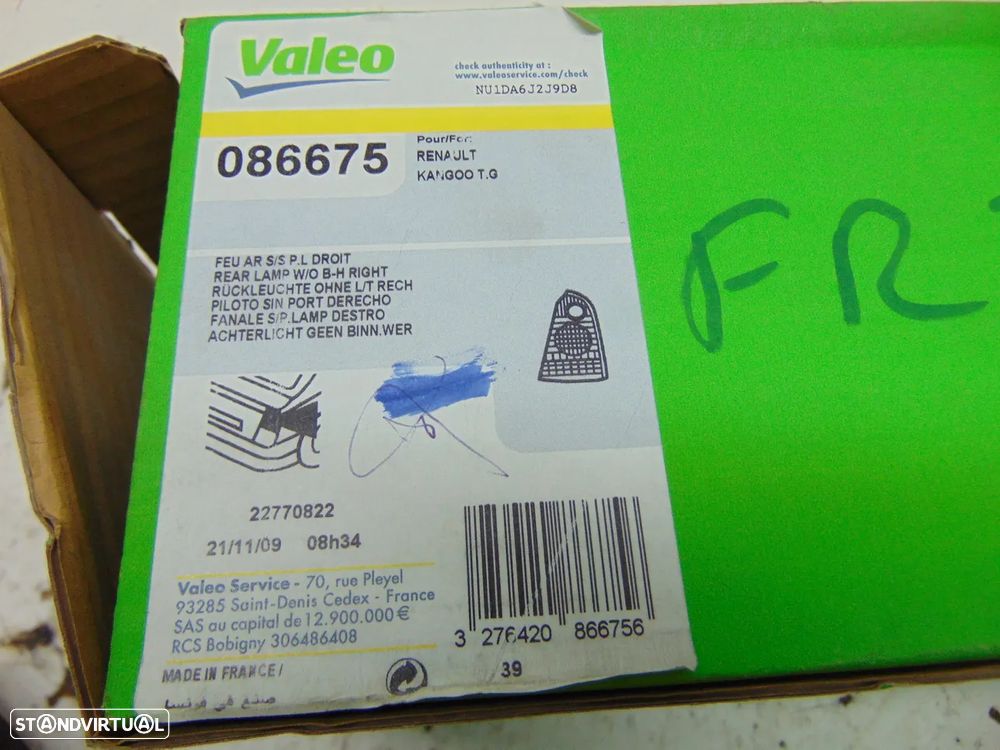 Valeo
check authenticity at :
www.valeoservice.com/check
NU1DA6J2J9D8
086675
Pour/For:
RENAULT
KANGOO T.G
FEU AR S/S P.L DROIT
REAR LAMP W/O B-H RIGHT
RÜCKLEUCHTE OHNE L/T RECH
PILOTO SIN PORT DERECHO
FANALE S/P.LAMP DESTRO
ACHTERLICHT GEEN BINN.WER
FR
22770822
21/11/09 08h34
Valeo Service - 70, rue Pleyel
93285 Saint-Denis Cedex - France
SAS au capital de 12.900.000 €
RCS Bobigny 306486408
3 276420 866756
MADE IN FRANCE /
39
صنع في فرنسا
STANDVIRTUAL